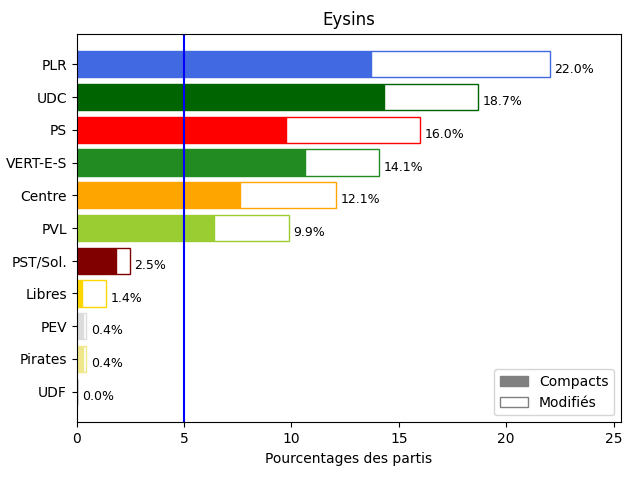 Eysins
PLR 22.0%
UDC 18.7%
PS 16.0%
VERT-E-S 14.1%
Centre 12.1%
PVL 9.9%
PST/Sol. 2.5%
Libres 1.4%
PEV 0.4%
Pirates 0.4%
UDF 0.0%
Compacts
Modifiés
0 5 10 15 20 25
Pourcentages des partis